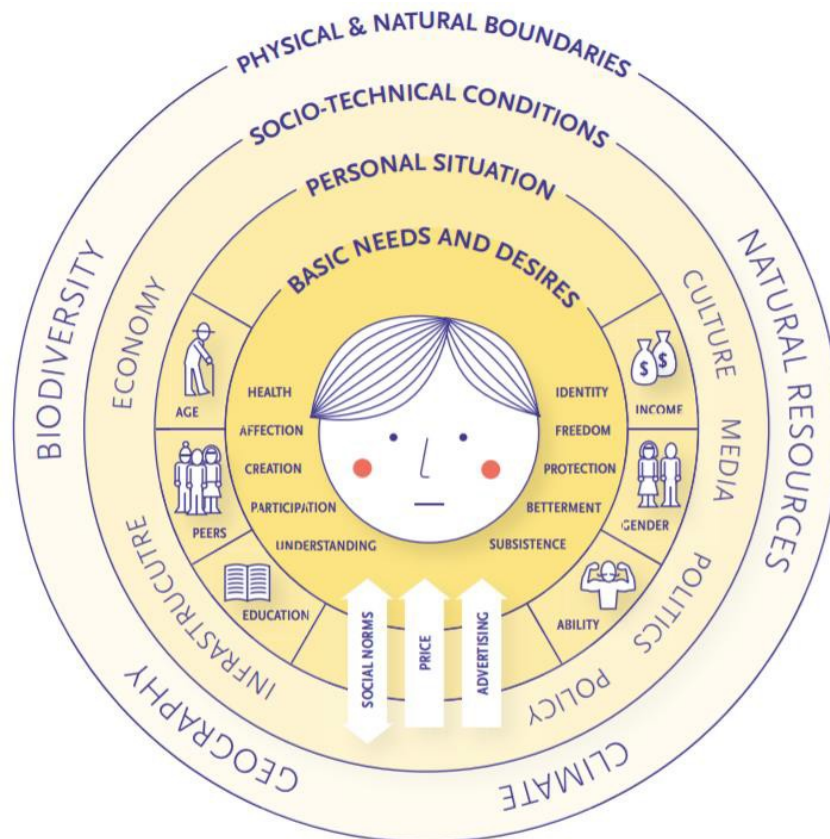 PHYSICAL & NATURAL BOUNDARIES
SOCIO-TECHNICAL CONDITIONS
PERSONAL SITUATION
BASIC NEEDS AND DESIRES
BIODIVERSITY
GEOGRAPHY
CLIMATE
NATURAL RESOURCES
ECONOMY
INFRASTRUCUTRE
CULTURE
MEDIA
POLITICS
POLICY
AGE
PEERS
EDUCATION
INCOME
GENDER
ABILITY
HEALTH
AFFECTION
CREATION
PARTICIPATION
UNDERSTANDING
IDENTITY
FREEDOM
PROTECTION
BETTERMENT
SUBSISTENCE
SOCIAL NORMS
PRICE
ADVERTISING
$
$